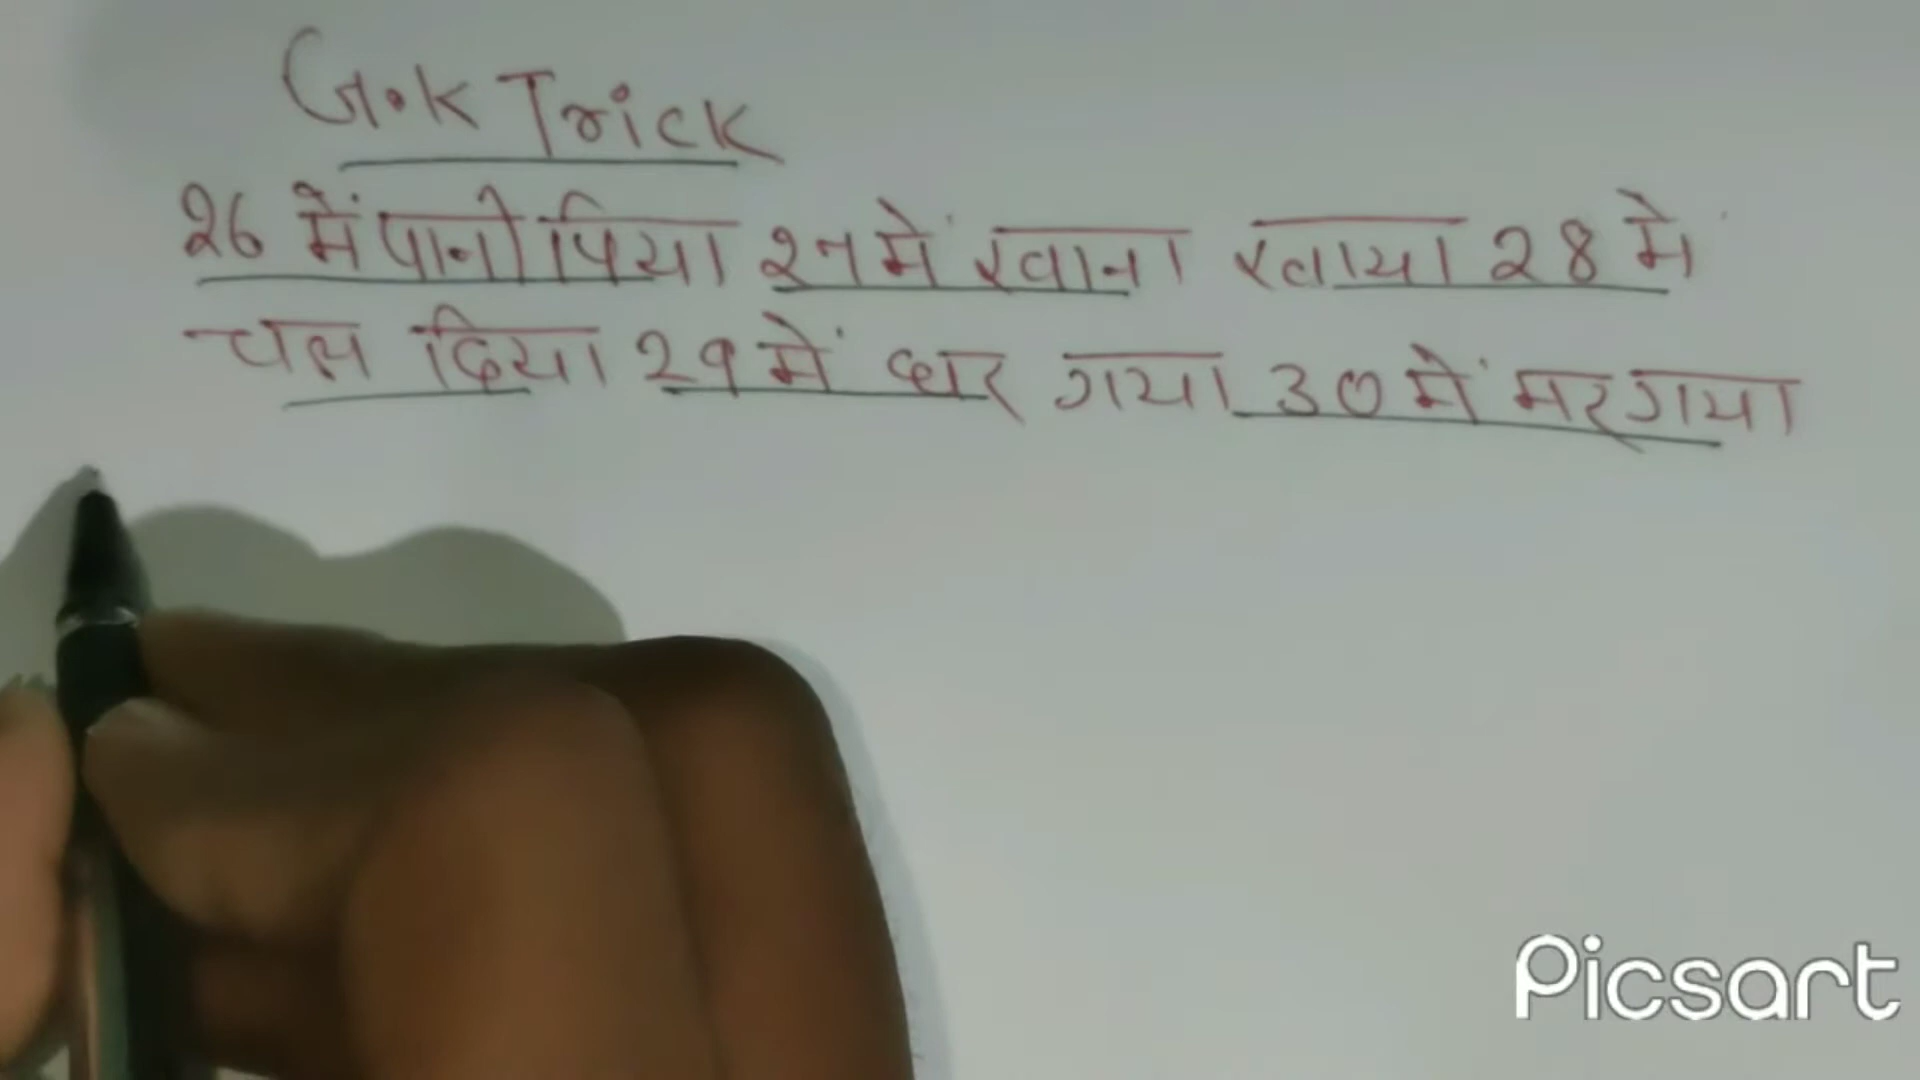 G.K Trick
26 में पानी पिया 27 में खाना खाया 28 मे
चल दिया 29 में घर गया 30 में मर गया
Picsart